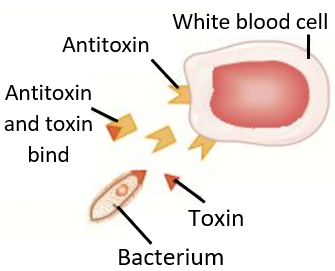 White blood cell
Antitoxin
Antitoxin
and toxin
bind
Toxin
Bacterium